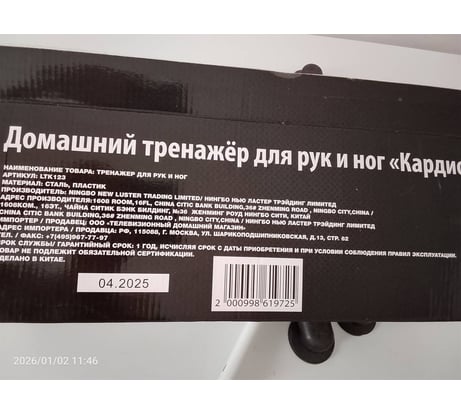 Домашний тренажёр для рук и ног «Кардио
НАИМЕНОВАНИЕ ТОВАРА: ТРЕНАЖЕР ДЛЯ РУК И НОГ
АРТИКУЛ: LTK123
МАТЕРИАЛ: СТАЛЬ, ПЛАСТИК
ПРОИЗВОДИТЕЛЬ: NINGBO NEW LUSTER TRADING LIMITED/ НИНГБО НЬЮ ЛАСТЕР ТРЭЙДИНГ ЛИМИТЕД
АДРЕС ПРОИЗВОДИТЕЛЯ: 1608 ROOM,16FL, CHINA CITIC BANK BUILDING,36# ZHENMING ROAD , NINGBO CITY,CHINA /
1608КОМ., 16ЭТ., ЧАЙНА СИТИК БЭНК БИЛДИНГ, №36 ЖЕНМИНГ РОУД НИНГБО СИТИ, КИТАЙ
CHINA CITIC BANK BUILDING,36# ZHENMING ROAD , NINGBO CITY,CHINA
ИМПОРТЕР / ПРОДАВЕЦ: ООО «ТЕЛЕВИЗИОННЫЙ ДОМАШНИЙ МАГАЗИН»
АДРЕС ИМПОРТЕРА / ПРОДАВЦА: РФ, 115088, Г. МОСКВА, УЛ. ШАРИКОПОДШИПНИКОВСКАЯ, Д.13, СТР. 62
ТЕЛ. / ФАКС: +7(495)967-77-97
СРОК СЛУЖБЫ/ ГАРАНТИЙНЫЙ СРОК: 1 ГОД, ИСЧИСЛЯЯ СРОК С ДАТЫ ПРИОБРЕТЕНИЯ И ПРИ УСЛОВИИ СОБЛЮДЕНИЯ ПРАВИЛ ЭКСПЛУАТАЦИИ.
ТОВАР НЕ ПОДЛЕЖИТ ОБЯЗАТЕЛЬНОЙ СЕРТИФИКАЦИИ.
СДЕЛАНО В КИТАЕ.
04.2025
2 000998 619725
2026/01/02 11:46